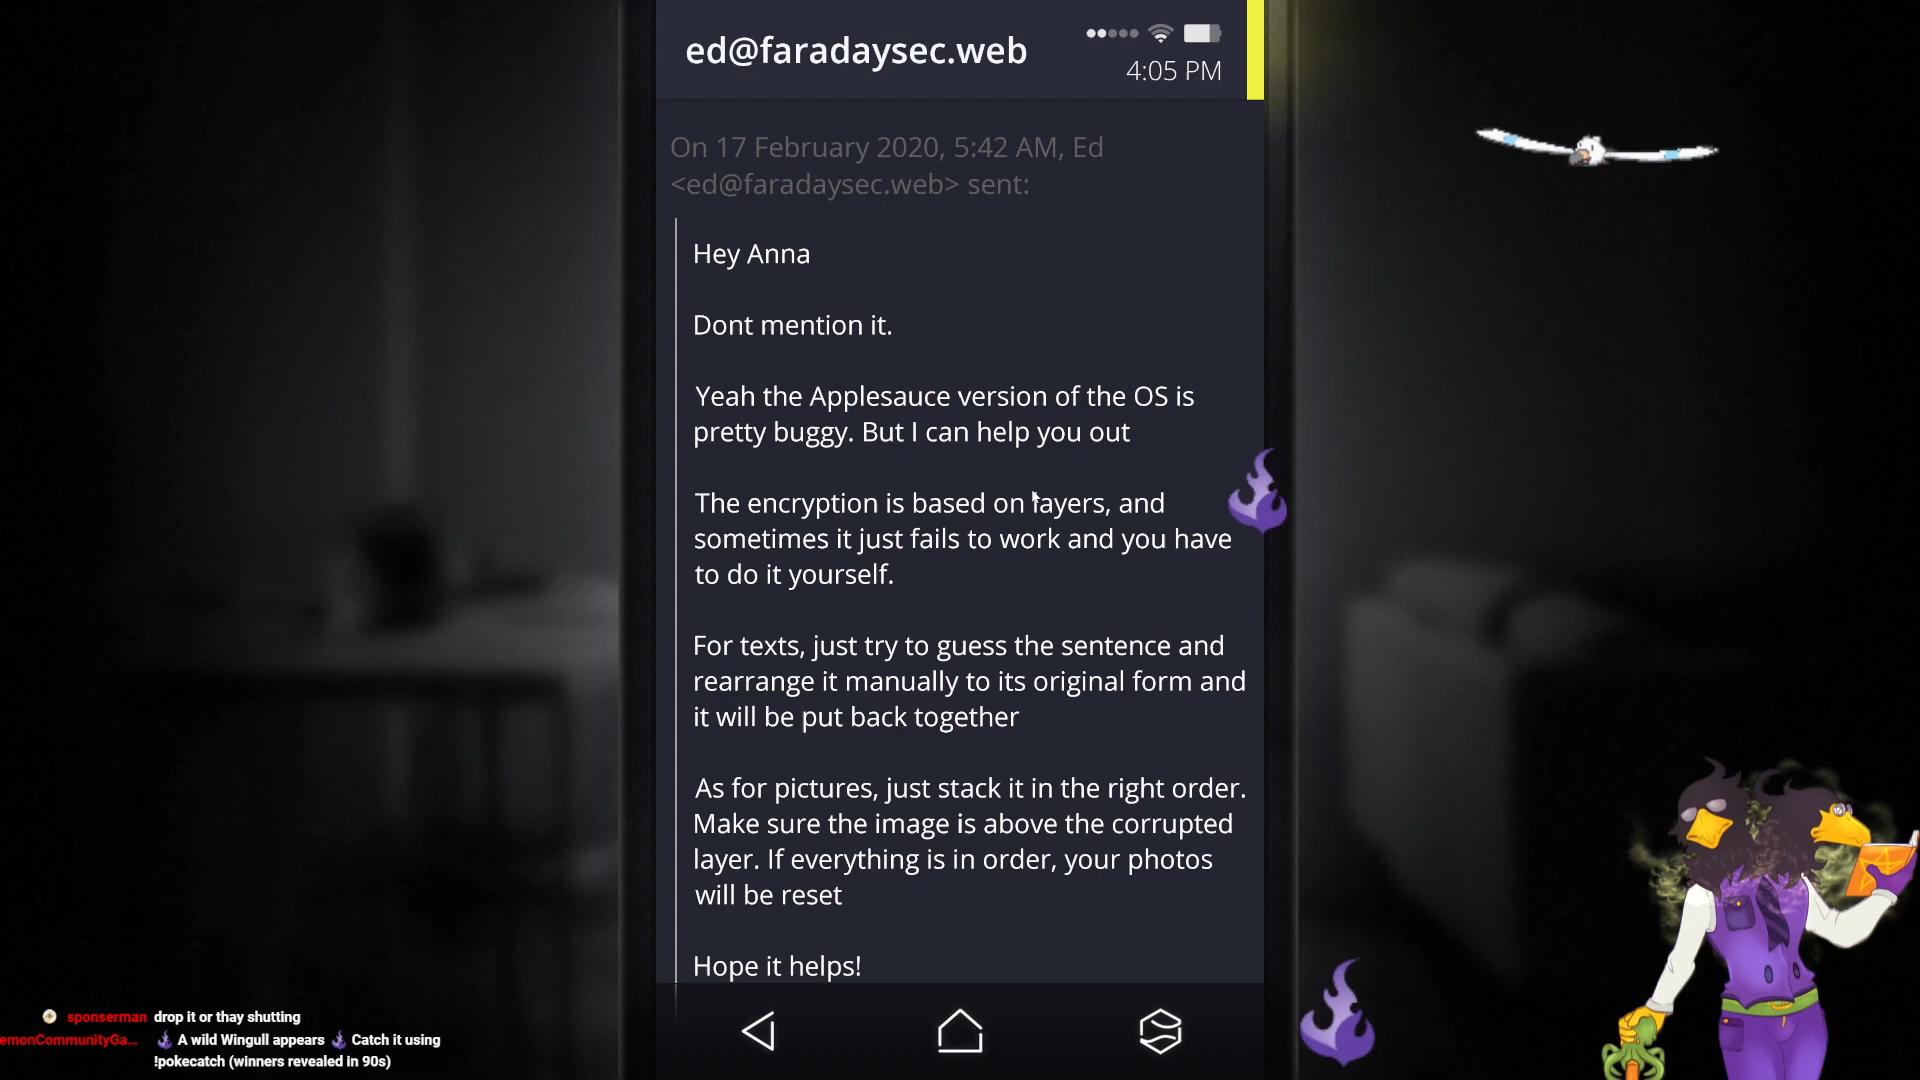 ed@faradaysec.web
4:05 PM
On 17 February 2020, 5:42 AM, Ed
<ed@faradaysec.web> sent:
Hey Anna
Dont mention it.
Yeah the Applesauce version of the OS is
pretty buggy. But I can help you out
The encryption is based on layers, and
sometimes it just fails to work and you have
to do it yourself.
For texts, just try to guess the sentence and
rearrange it manually to its original form and
it will be put back together
As for pictures, just stack it in the right order.
Make sure the image is above the corrupted
layer. If everything is in order, your photos
will be reset
Hope it helps!
sponserman drop it or thay shutting
emonCommunityGa... A wild Wingull appears Catch it using
!pokecatch (winners revealed in 90s)